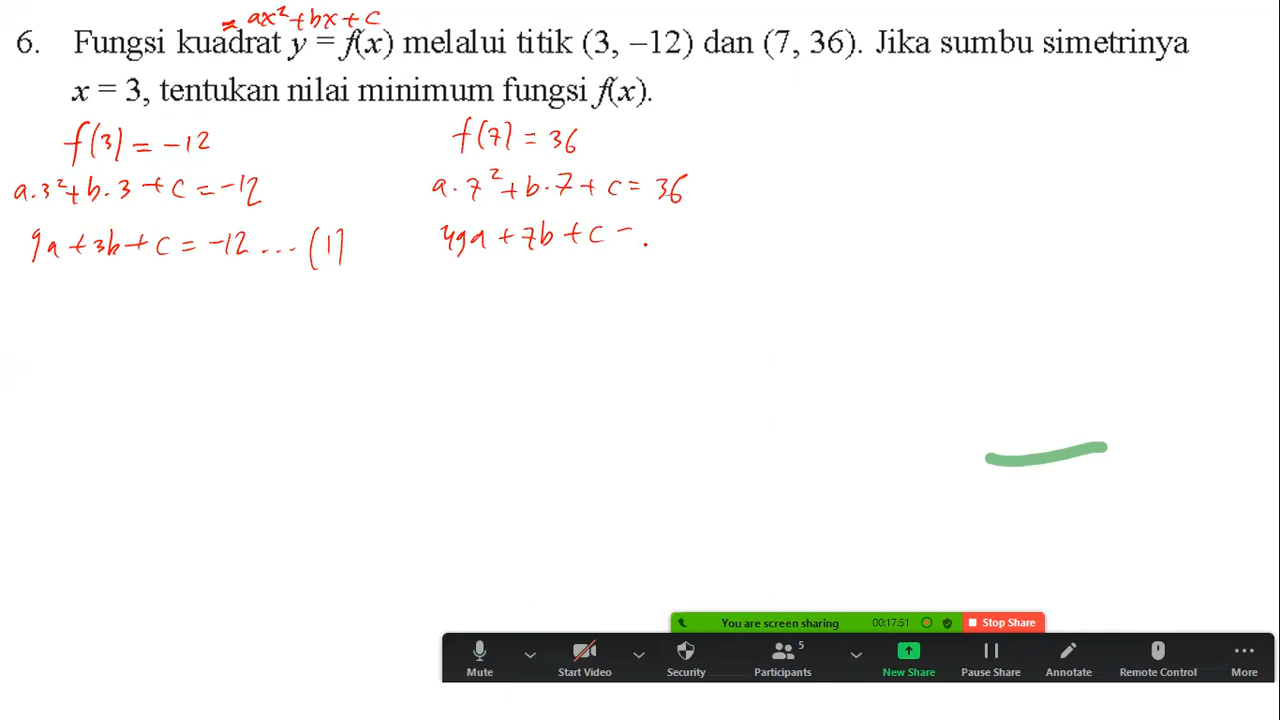 = ax² + bx + c
6. Fungsi kuadrat y = f(x) melalui titik (3, –12) dan (7, 36). Jika sumbu simetrinya
x = 3, tentukan nilai minimum fungsi f(x).
f(3) = -12
a.3² + b.3 + c = -12
9a + 3b + c = -12 ... (1)
f(7) = 36
a.7² + b.7 + c = 36
49a + 7b + c -
You are screen sharing 00:17:51 Stop Share
5
Mute Start Video Security Participants New Share Pause Share Annotate Remote Control More